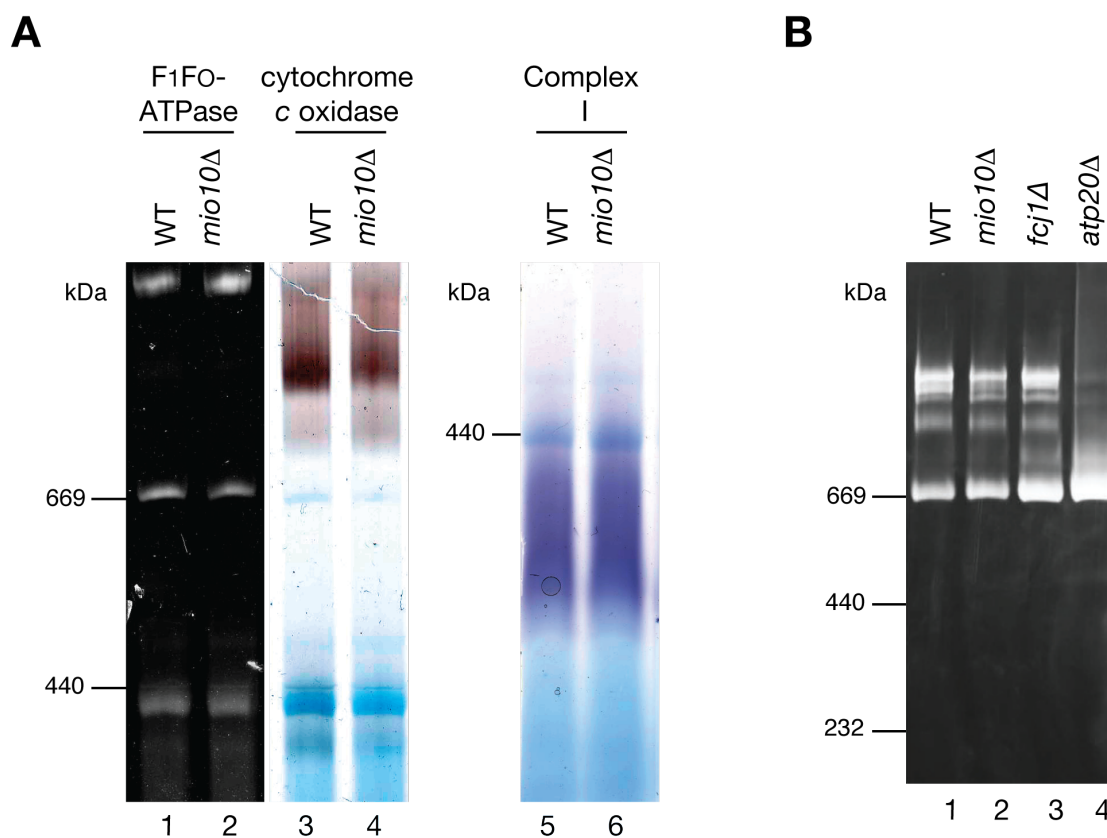 A
F1FO-
ATPase
cytochrome
c oxidase
Complex
I
WT
mio10Δ
WT
mio10Δ
WT
mio10Δ
kDa
669
440
kDa
440
1
2
3
4
5
6
B
WT
mio10Δ
fcj1Δ
atp20Δ
kDa
669
440
232
1
2
3
4